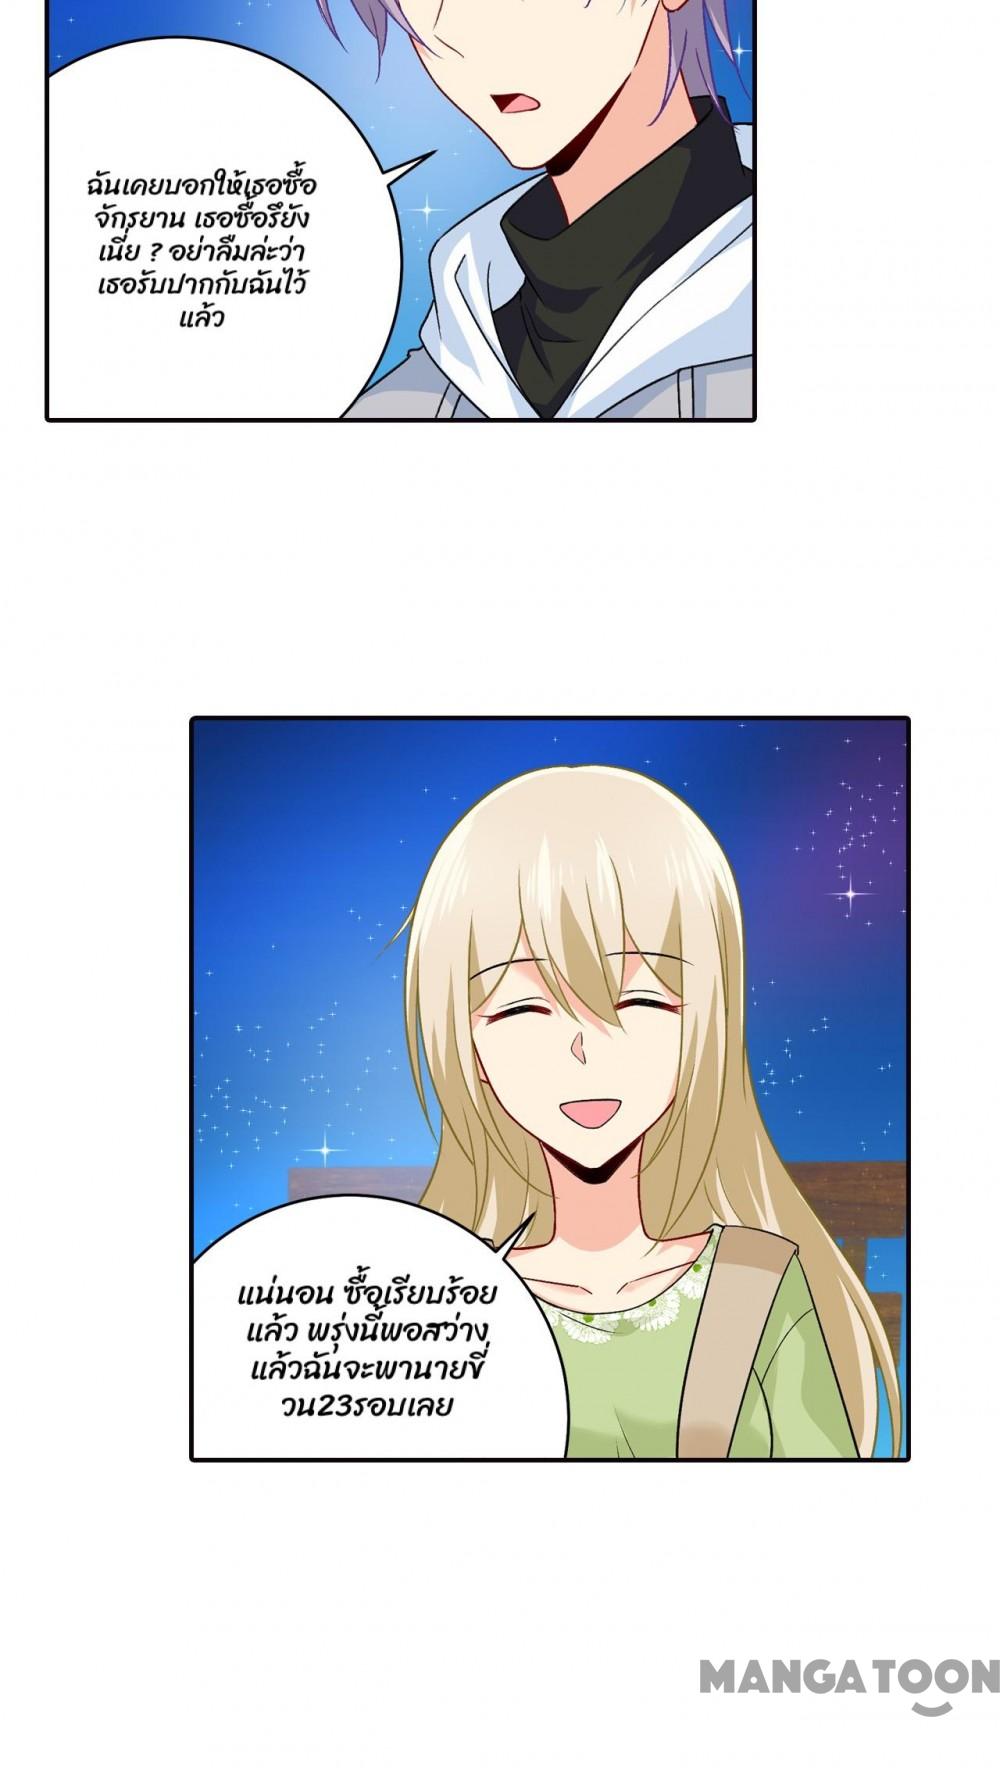 ฉันเคยบอกให้เธอซื้อ
จักรยาน เธอซื้อรึยัง
เนี่ย ? อย่าลืมล่ะว่า
เธอรับปากกับฉันไว้
แล้ว
แน่นอน ซื้อเรียบร้อย
แล้ว พรุ่งนี้พอสว่าง
แล้วฉันจะพานายขี่
วน23รอบเลย
MANGATOON